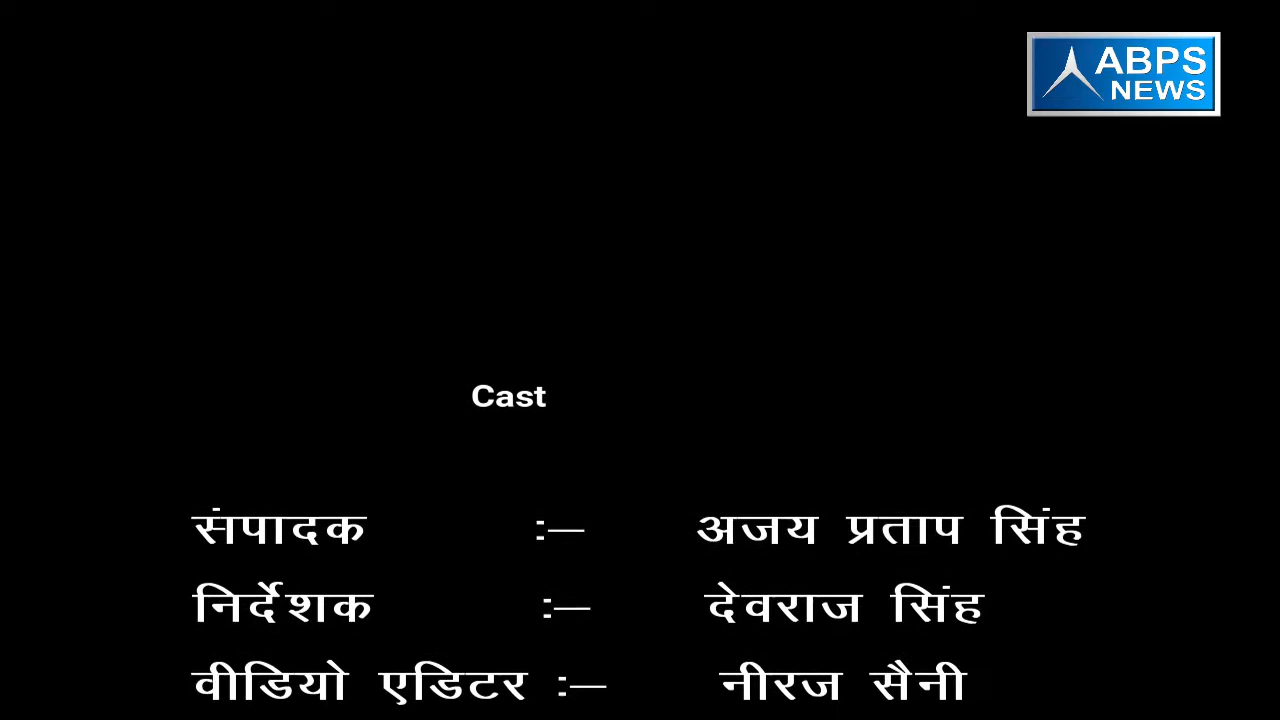 ABPS
NEWS
Cast
संपादक :— अजय प्रताप सिंह
निर्देशक :— देवराज सिंह
वीडियो एडिटर :— नीरज सैनी